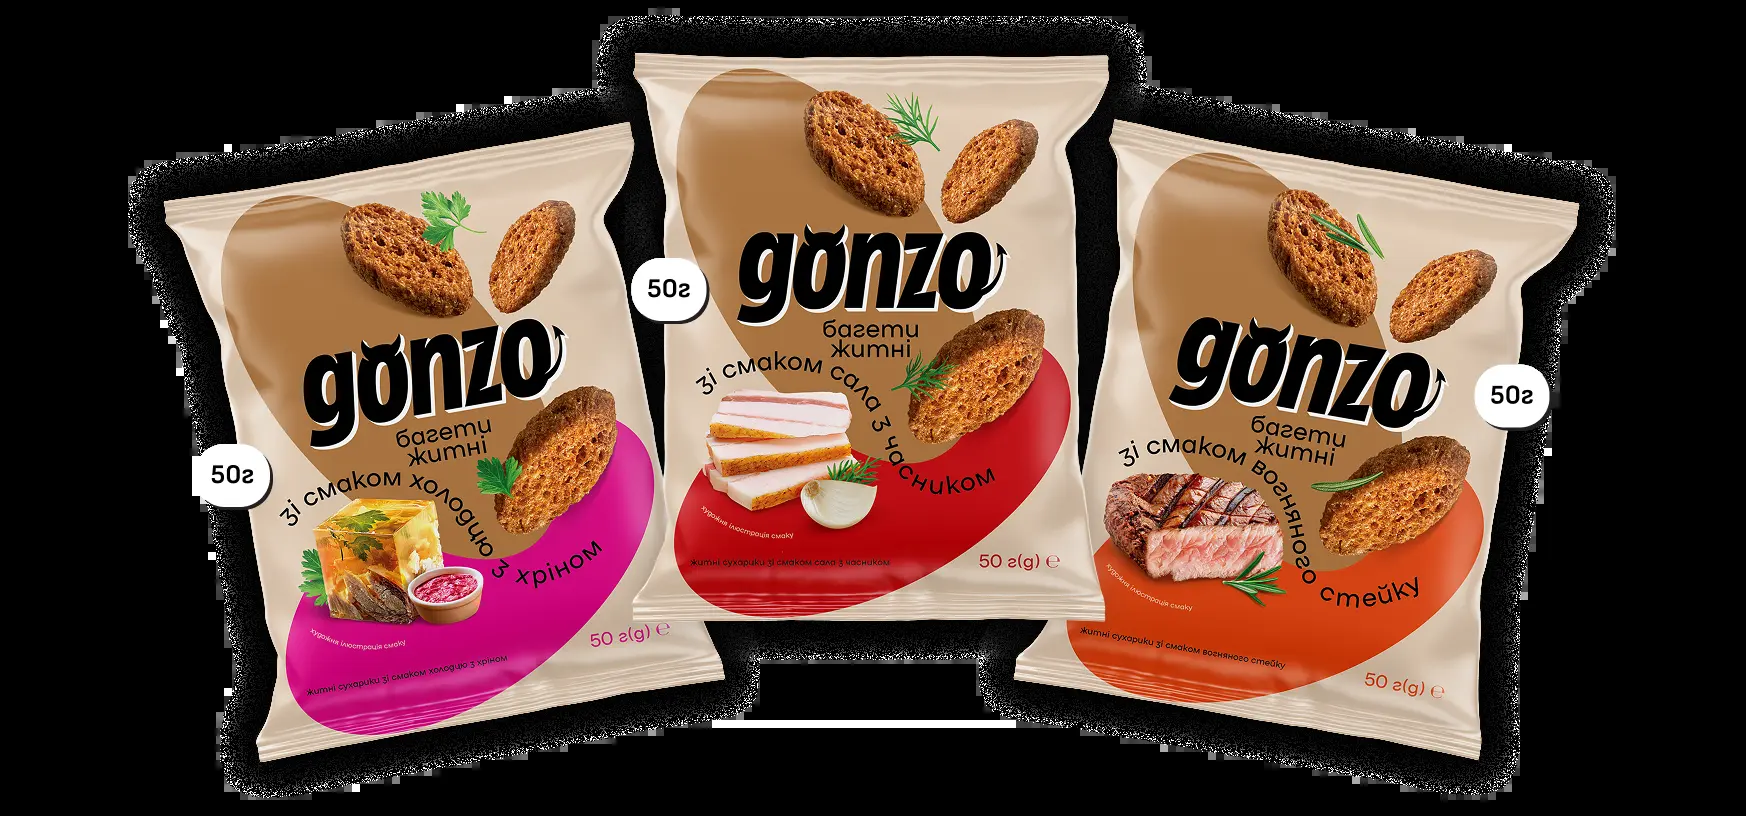 50г
gonzo
багети
житні
зі смаком холодцю з хріном
художня ілюстрація смаку
50 г(g) ℮
житні сухарики зі смаком холодцю з хріном
50г
gonzo
багети
житні
зі смаком сала з часником
художня ілюстрація смаку
житні сухарики зі смаком сала з часником
50 г(g) ℮
50г
gonzo
багети
житні
зі смаком вогняного стейку
художня ілюстрація смаку
житні сухарики зі смаком вогняного стейку
50 г(g) ℮